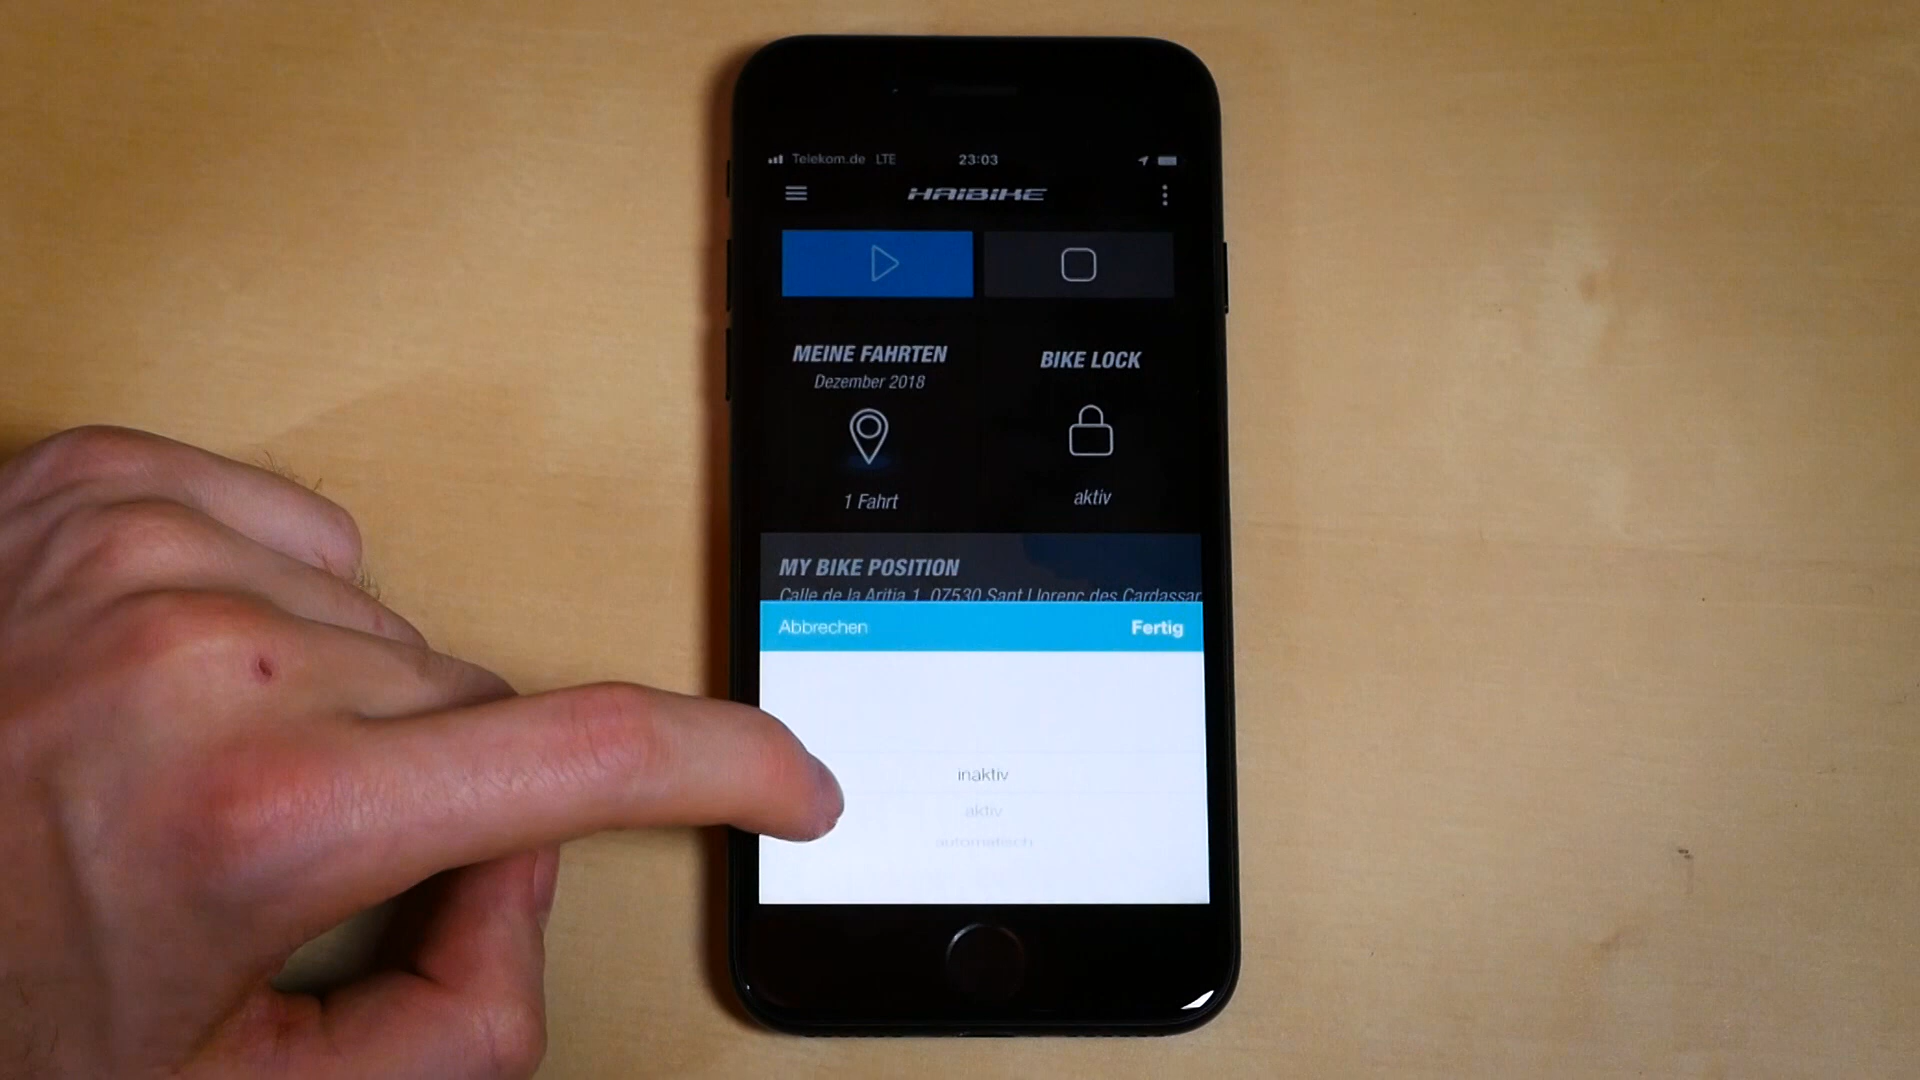 Telekom.de LTE 23:03
HAIBIKE
MEINE FAHRTEN
Dezember 2018
1 Fahrt
BIKE LOCK
aktiv
MY BIKE POSITION
Calle de la Aritja 1, 07530 Sant Llorenç des Cardassar
Abbrechen Fertig
inaktiv
aktiv
automatisch